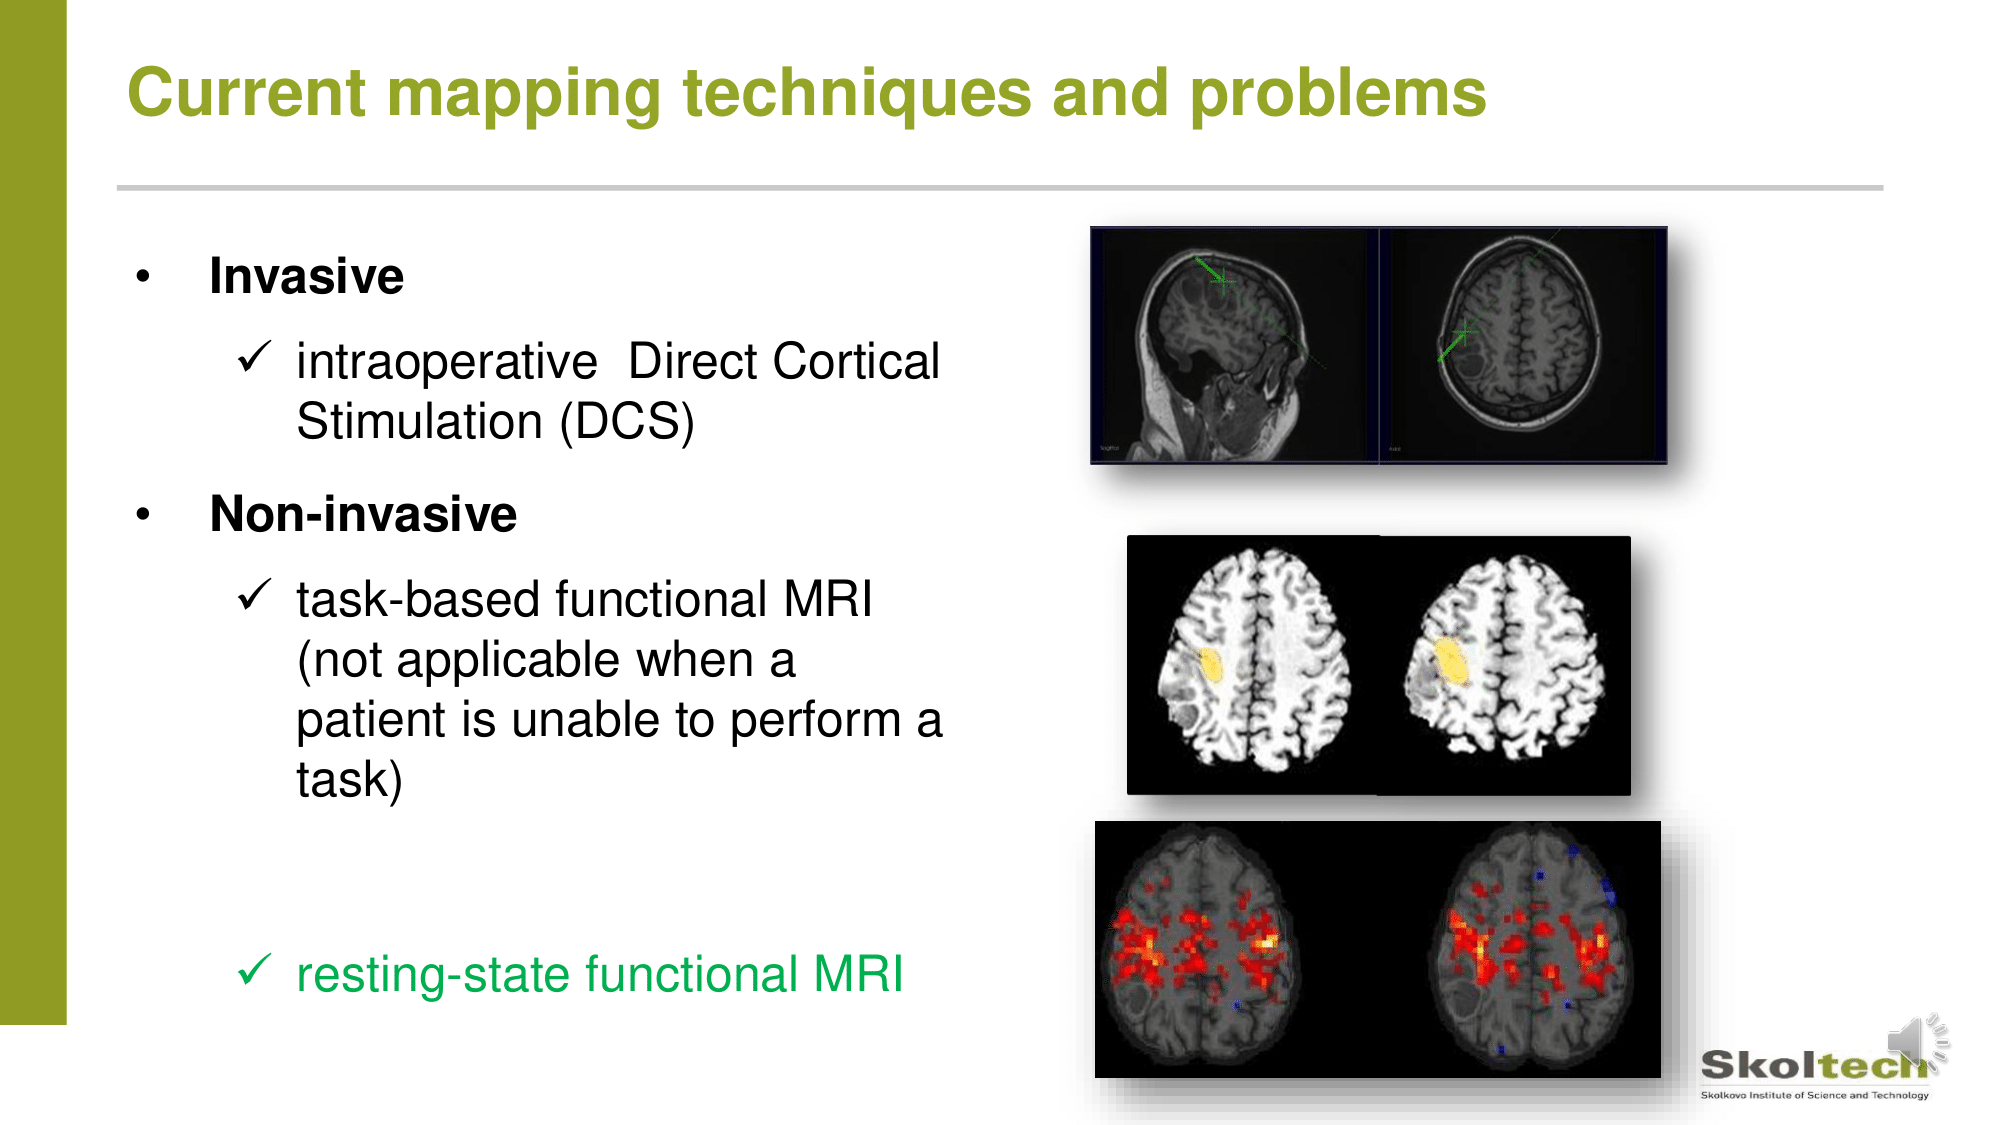 Current mapping techniques and problems
• Invasive
✓ intraoperative Direct Cortical
Stimulation (DCS)
• Non-invasive
✓ task-based functional MRI
(not applicable when a
patient is unable to perform a
task)
✓ resting-state functional MRI
Skoltech
Skolkovo Institute of Science and Technology